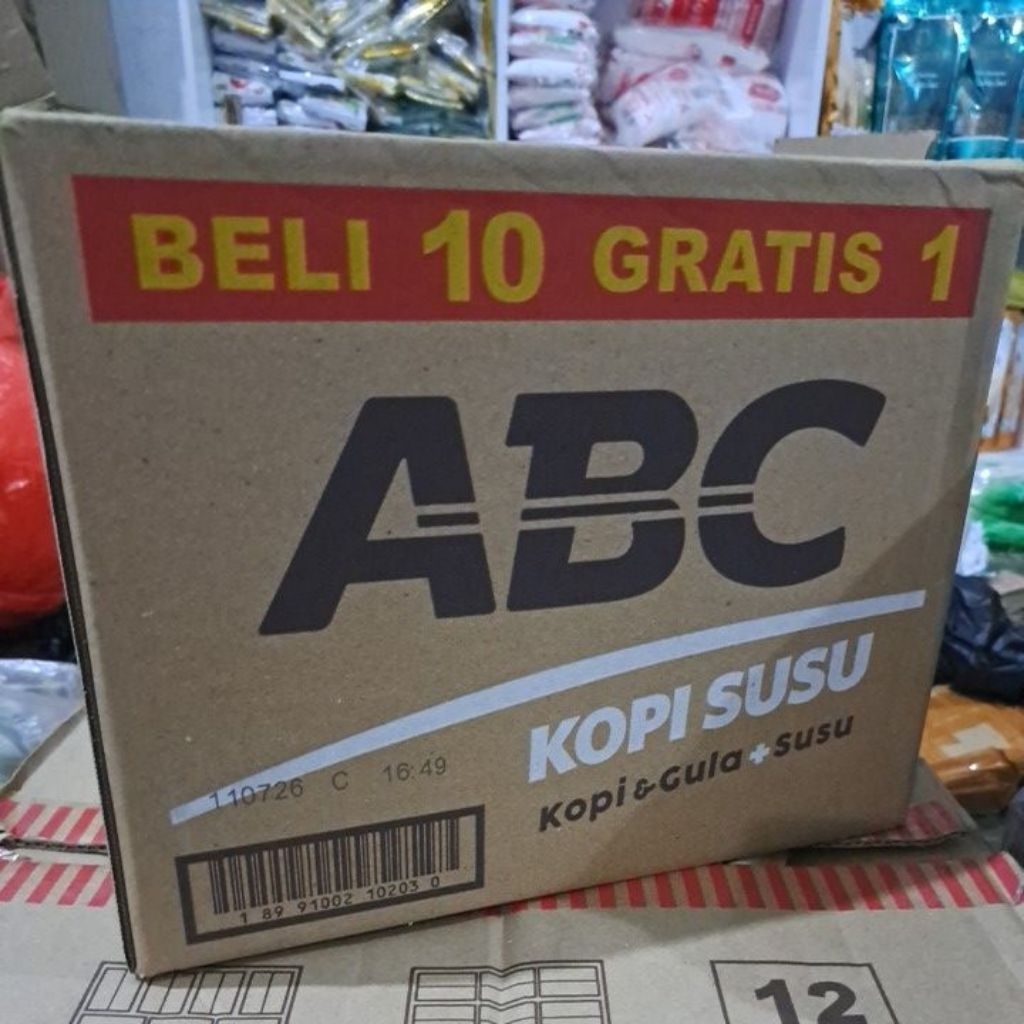 BELI 10 GRATIS 1
ABC
KOPI SUSU
Kopi & Gula + Susu
110726 C 16:49
1 89 91002 10203 0
12